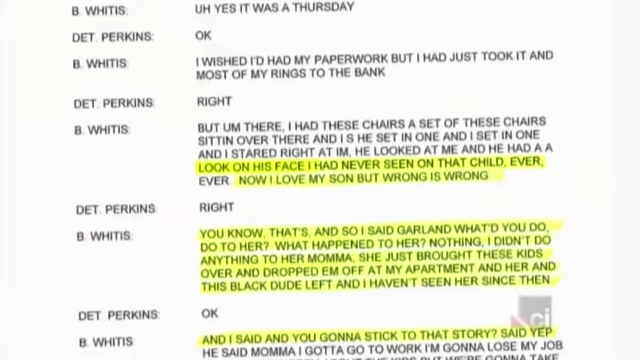 B. WHITIS: UH YES IT WAS A THURSDAY
DET. PERKINS: OK
B. WHITIS: I WISHED I'D HAD MY PAPERWORK BUT I HAD JUST TOOK IT AND
MOST OF MY RINGS TO THE BANK
DET. PERKINS: RIGHT
B. WHITIS: BUT UM THERE, I HAD THESE CHAIRS A SET OF THESE CHAIRS
SITTIN OVER THERE AND I S HE SET IN ONE AND I SET IN ONE
AND I STARED RIGHT AT IM, HE LOOKED AT ME AND HE HAD A A
LOOK ON HIS FACE I HAD NEVER SEEN ON THAT CHILD, EVER,
EVER. NOW I LOVE MY SON BUT WRONG IS WRONG
DET. PERKINS: RIGHT
B. WHITIS: YOU KNOW, THAT'S, AND SO I SAID GARLAND WHAT'D YOU DO,
DO TO HER? WHAT HAPPENED TO HER? NOTHING, I DIDN'T DO
ANYTHING TO HER MOMMA, SHE JUST BROUGHT THESE KIDS
OVER AND DROPPED EM OFF AT MY APARTMENT AND HER AND
THIS BLACK DUDE LEFT AND I HAVEN'T SEEN HER SINCE THEN
DET. PERKINS: OK
B. WHITIS: AND I SAID AND YOU GONNA STICK TO THAT STORY? SAID YEP
HE SAID MOMMA I GOTTA GO TO WORK I'M GONNA LOSE MY JOB